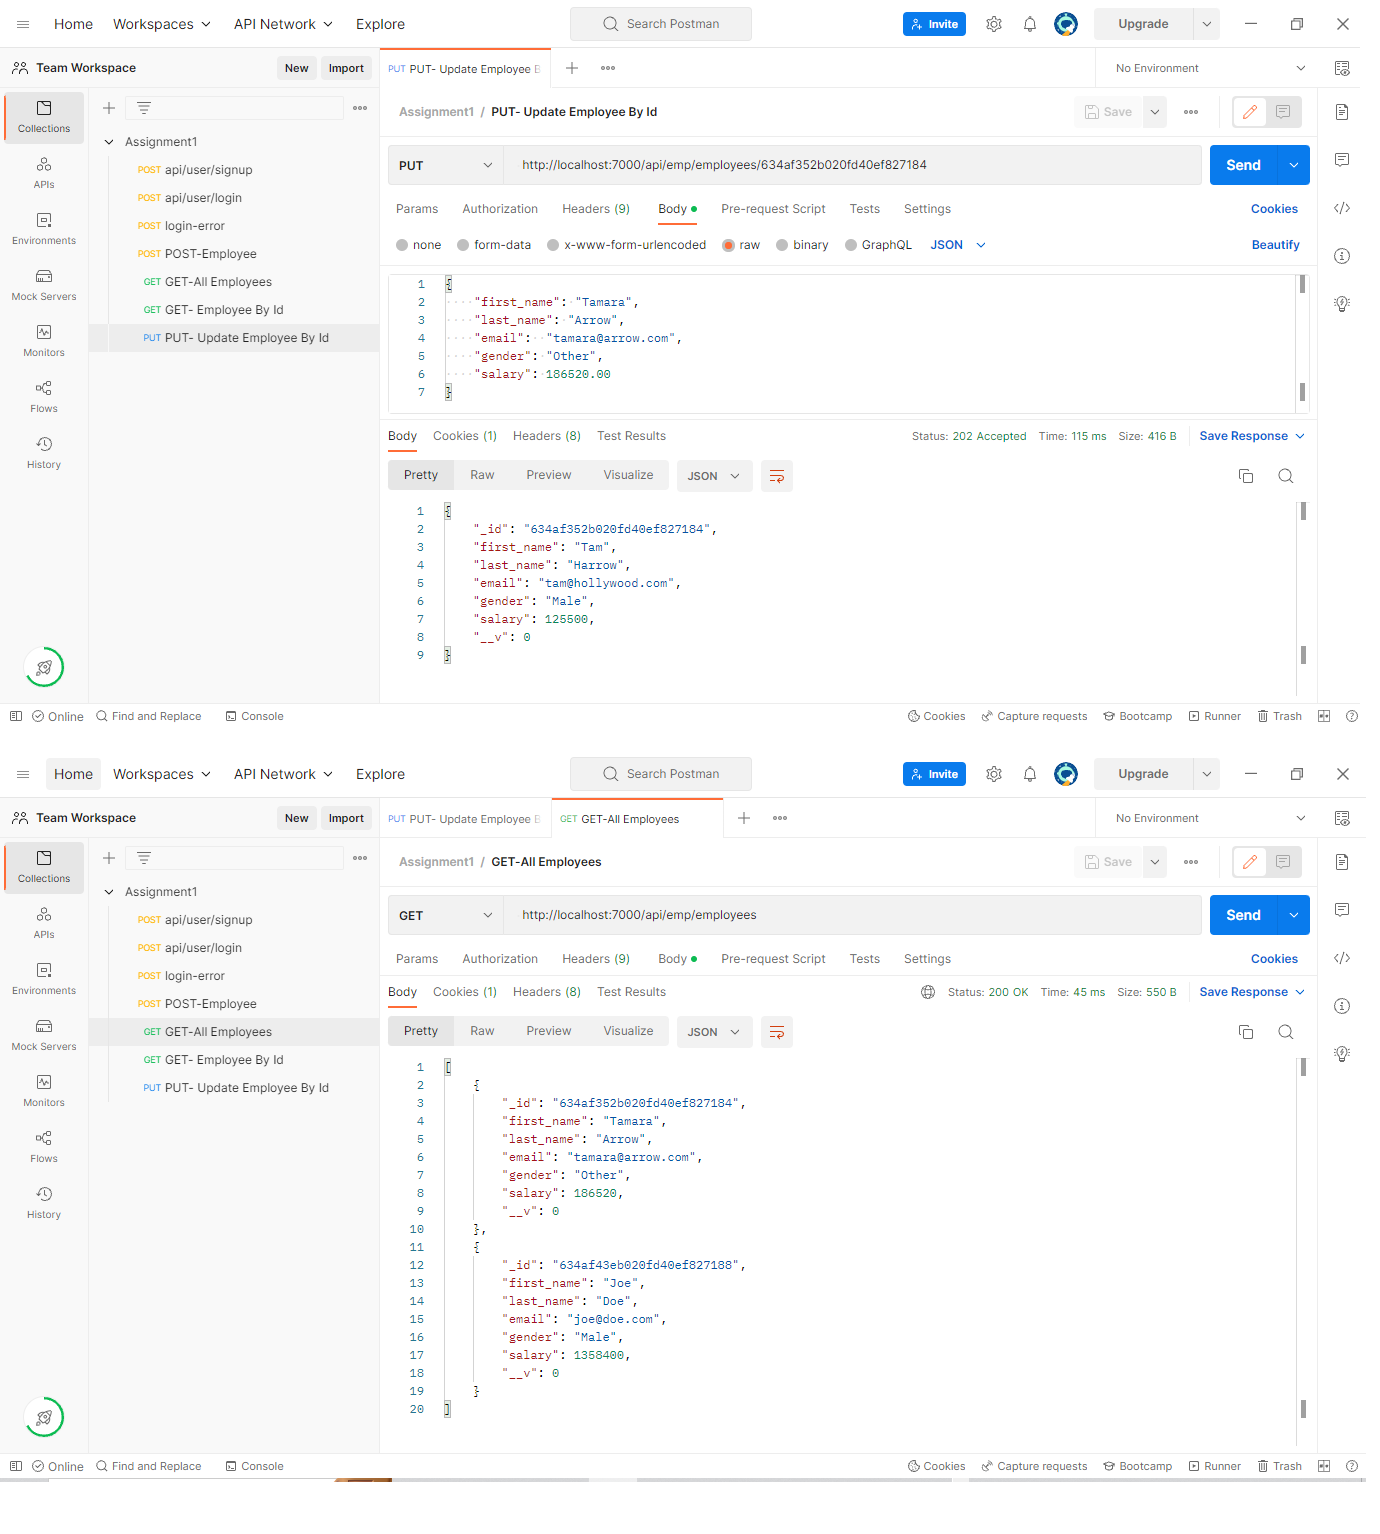 Home Workspaces API Network Explore Search Postman Invite Upgrade
Team Workspace New Import PUT PUT- Update Employee B No Environment
Collections
APIs
Environments
Mock Servers
Monitors
Flows
History
Assignment1
POST api/user/signup
POST api/user/login
POST login-error
POST POST-Employee
GET GET-All Employees
GET GET- Employee By Id
PUT PUT- Update Employee By Id
Assignment1 / PUT- Update Employee By Id Save
PUT http://localhost:7000/api/emp/employees/634af352b020fd40ef827184 Send
Params Authorization Headers (9) Body Pre-request Script Tests Settings Cookies
none form-data x-www-form-urlencoded raw binary GraphQL JSON Beautify
1 {
2 "first_name": "Tamara",
3 "last_name": "Arrow",
4 "email": "tamara@arrow.com",
5 "gender": "Other",
6 "salary": 186520.00
7 }
Body Cookies (1) Headers (8) Test Results Status: 202 Accepted Time: 115 ms Size: 416 B Save Response
Pretty Raw Preview Visualize JSON
1 {
2 "_id": "634af352b020fd40ef827184",
3 "first_name": "Tam",
4 "last_name": "Harrow",
5 "email": "tam@hollywood.com",
6 "gender": "Male",
7 "salary": 125500,
8 "__v": 0
9 }
Online Find and Replace Console Cookies Capture requests Bootcamp Runner Trash
Home Workspaces API Network Explore Search Postman Invite Upgrade
Team Workspace New Import PUT PUT- Update Employee B GET GET-All Employees No Environment
Collections
APIs
Environments
Mock Servers
Monitors
Flows
History
Assignment1
POST api/user/signup
POST api/user/login
POST login-error
POST POST-Employee
GET GET-All Employees
GET GET- Employee By Id
PUT PUT- Update Employee By Id
Assignment1 / GET-All Employees Save
GET http://localhost:7000/api/emp/employees Send
Params Authorization Headers (9) Body Pre-request Script Tests Settings Cookies
Body Cookies (1) Headers (8) Test Results Status: 200 OK Time: 45 ms Size: 550 B Save Response
Pretty Raw Preview Visualize JSON
1 [
2 {
3 "_id": "634af352b020fd40ef827184",
4 "first_name": "Tamara",
5 "last_name": "Arrow",
6 "email": "tamara@arrow.com",
7 "gender": "Other",
8 "salary": 186520,
9 "__v": 0
10 },
11 {
12 "_id": "634af43eb020fd40ef827188",
13 "first_name": "Joe",
14 "last_name": "Doe",
15 "email": "joe@doe.com",
16 "gender": "Male",
17 "salary": 1358400,
18 "__v": 0
19 }
20 ]
Online Find and Replace Console Cookies Capture requests Bootcamp Runner Trash